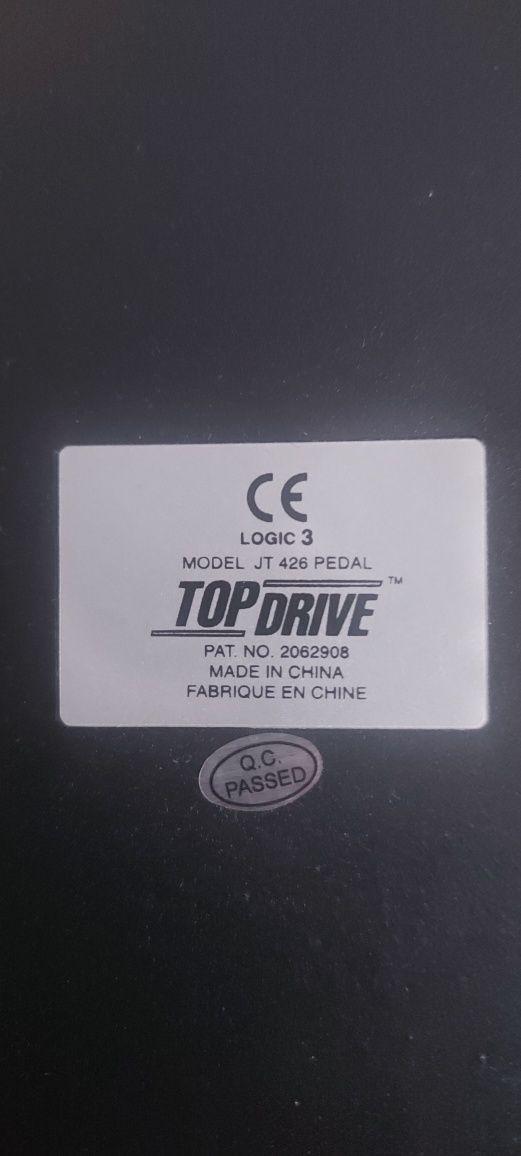 CE
LOGIC 3
MODEL JT 426 PEDAL
TOP DRIVE™
PAT. NO. 2062908
MADE IN CHINA
FABRIQUE EN CHINE
Q.C.
PASSED